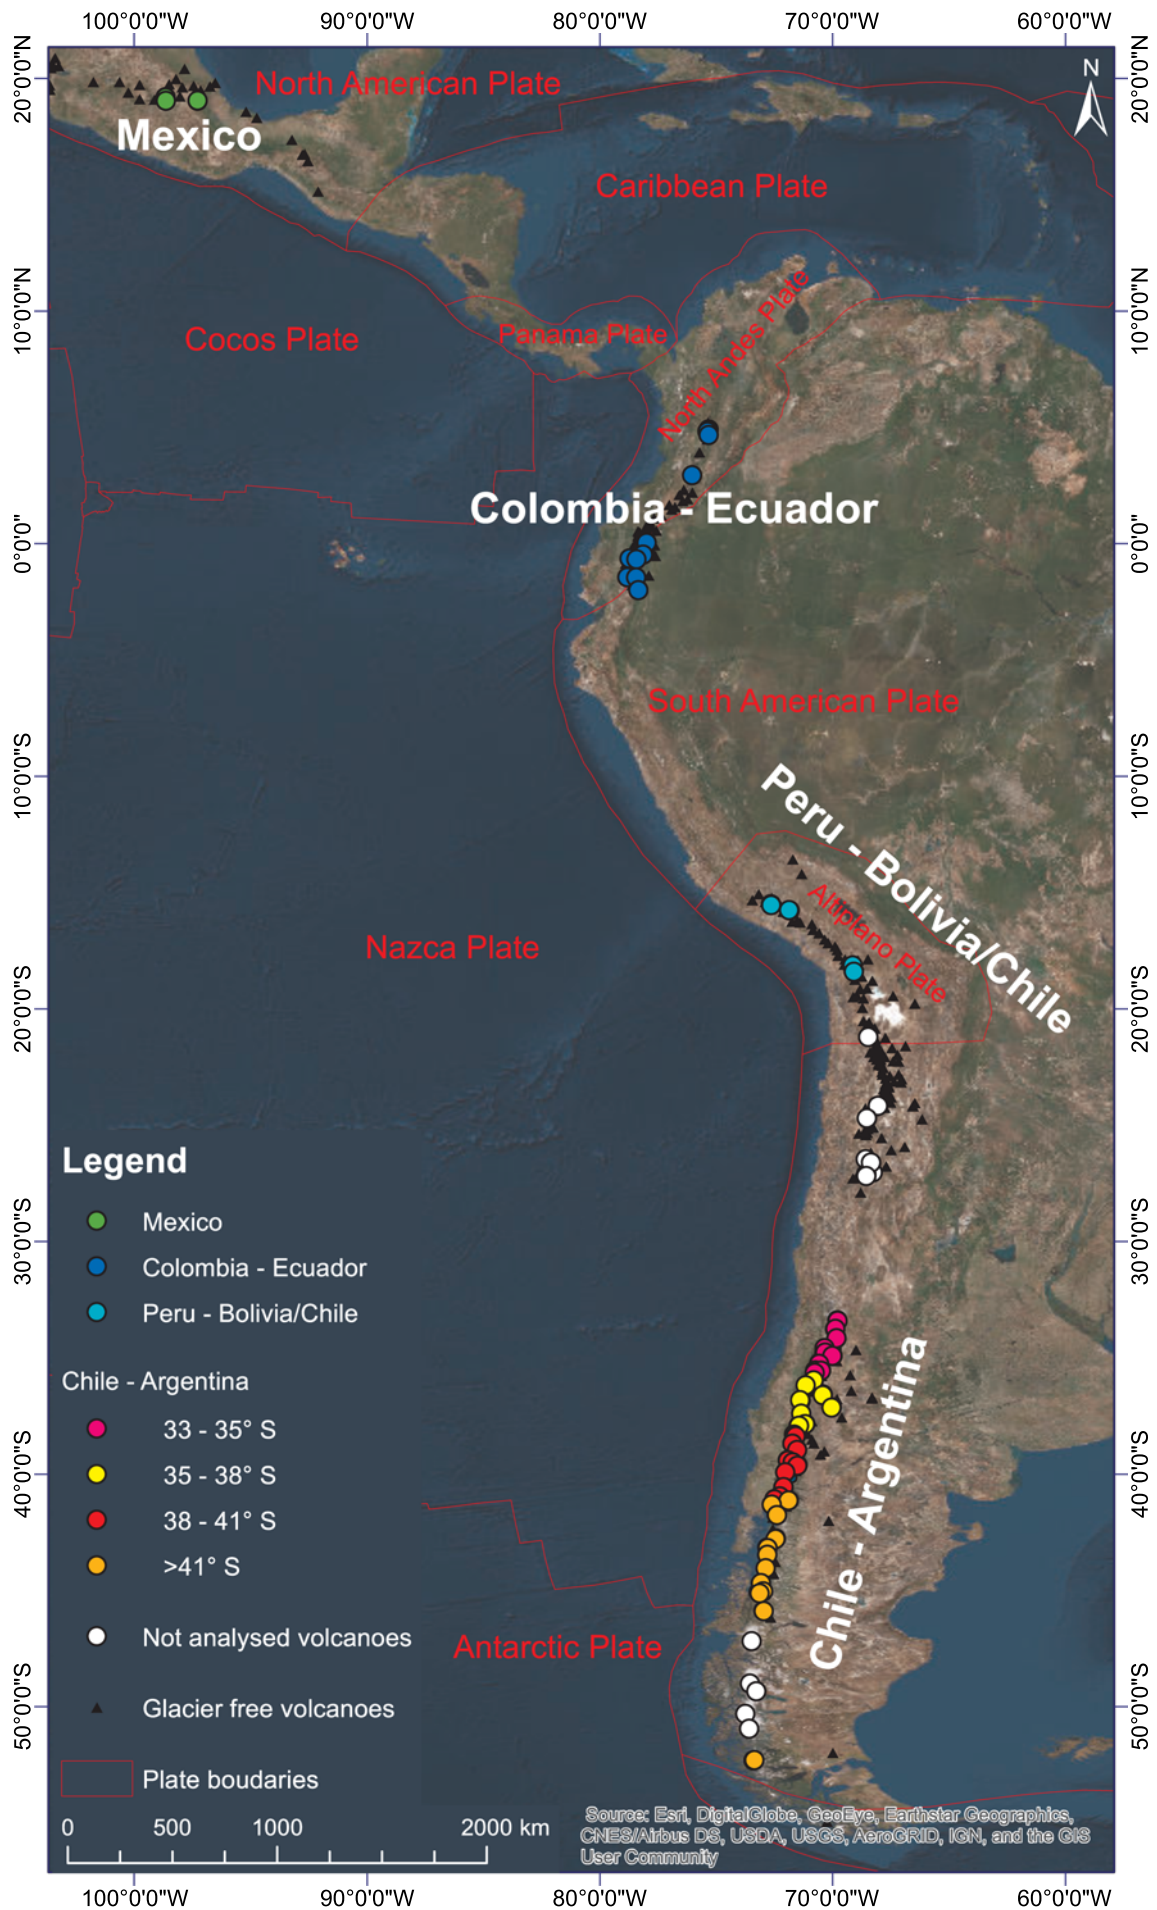 100°0'0"W 90°0'0"W 80°0'0"W 70°0'0"W 60°0'0"W
20°0'0"N
20°0'0"N
N
North American Plate
Mexico
Caribbean Plate
10°0'0"N
10°0'0"N
Cocos Plate
Panama Plate
North Andes Plate
Colombia - Ecuador
0°0'0"
0°0'0"
South American Plate
10°0'0"S
10°0'0"S
Peru - Bolivia/Chile
Altiplano Plate
Nazca Plate
20°0'0"S
20°0'0"S
30°0'0"S
30°0'0"S
Chile - Argentina
40°0'0"S
40°0'0"S
Antarctic Plate
50°0'0"S
50°0'0"S
Legend
Mexico
Colombia - Ecuador
Peru - Bolivia/Chile
Chile - Argentina
33 - 35° S
35 - 38° S
38 - 41° S
>41° S
Not analysed volcanoes
Glacier free volcanoes
Plate boudaries
0 500 1000 2000 km
Source: Esri, DigitalGlobe, GeoEye, Earthstar Geographics,
CNES/Airbus DS, USDA, USGS, AeroGRID, IGN, and the GIS
User Community
100°0'0"W 90°0'0"W 80°0'0"W 70°0'0"W 60°0'0"W